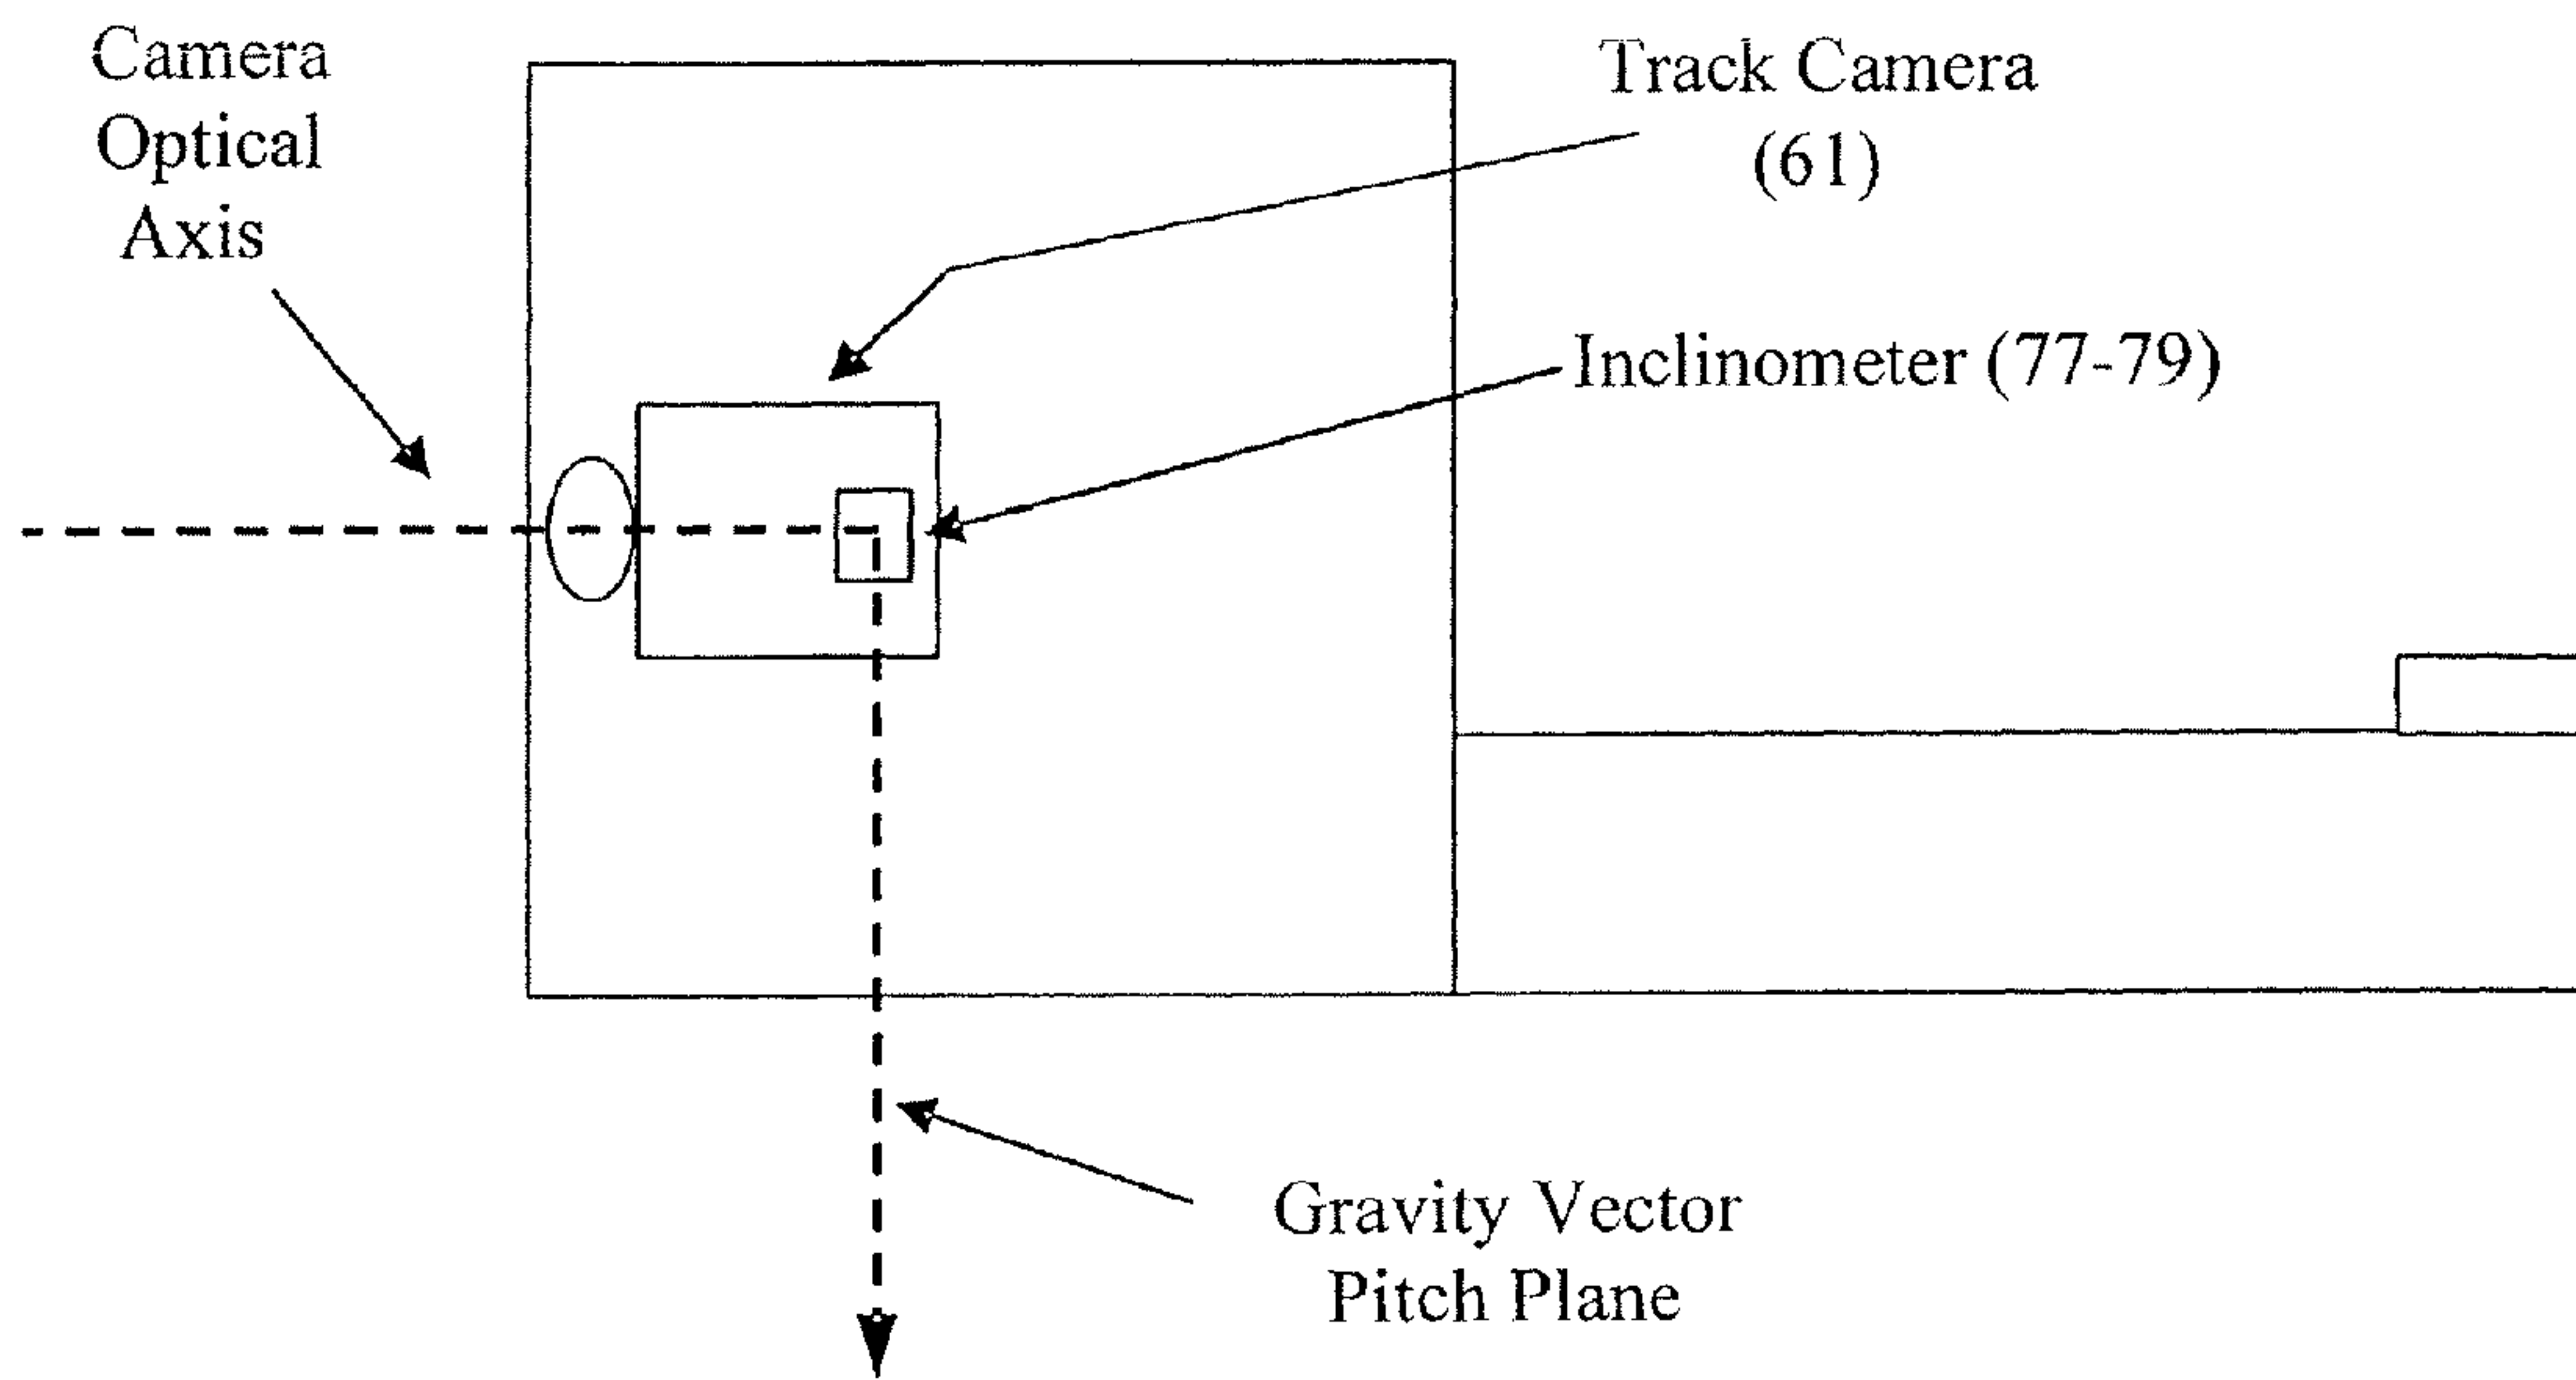 Camera
Optical
Axis
Track Camera
(61)
Inclinometer (77-79)
Gravity Vector
Pitch Plane